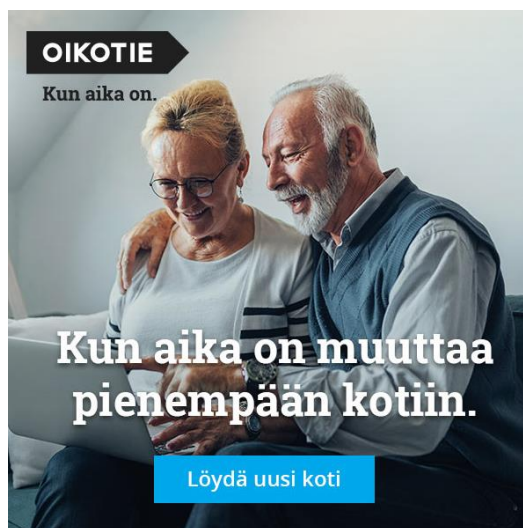 OIKOTIE
Kun aika on.
Kun aika on muuttaa
pienempään kotiin.
Löydä uusi koti